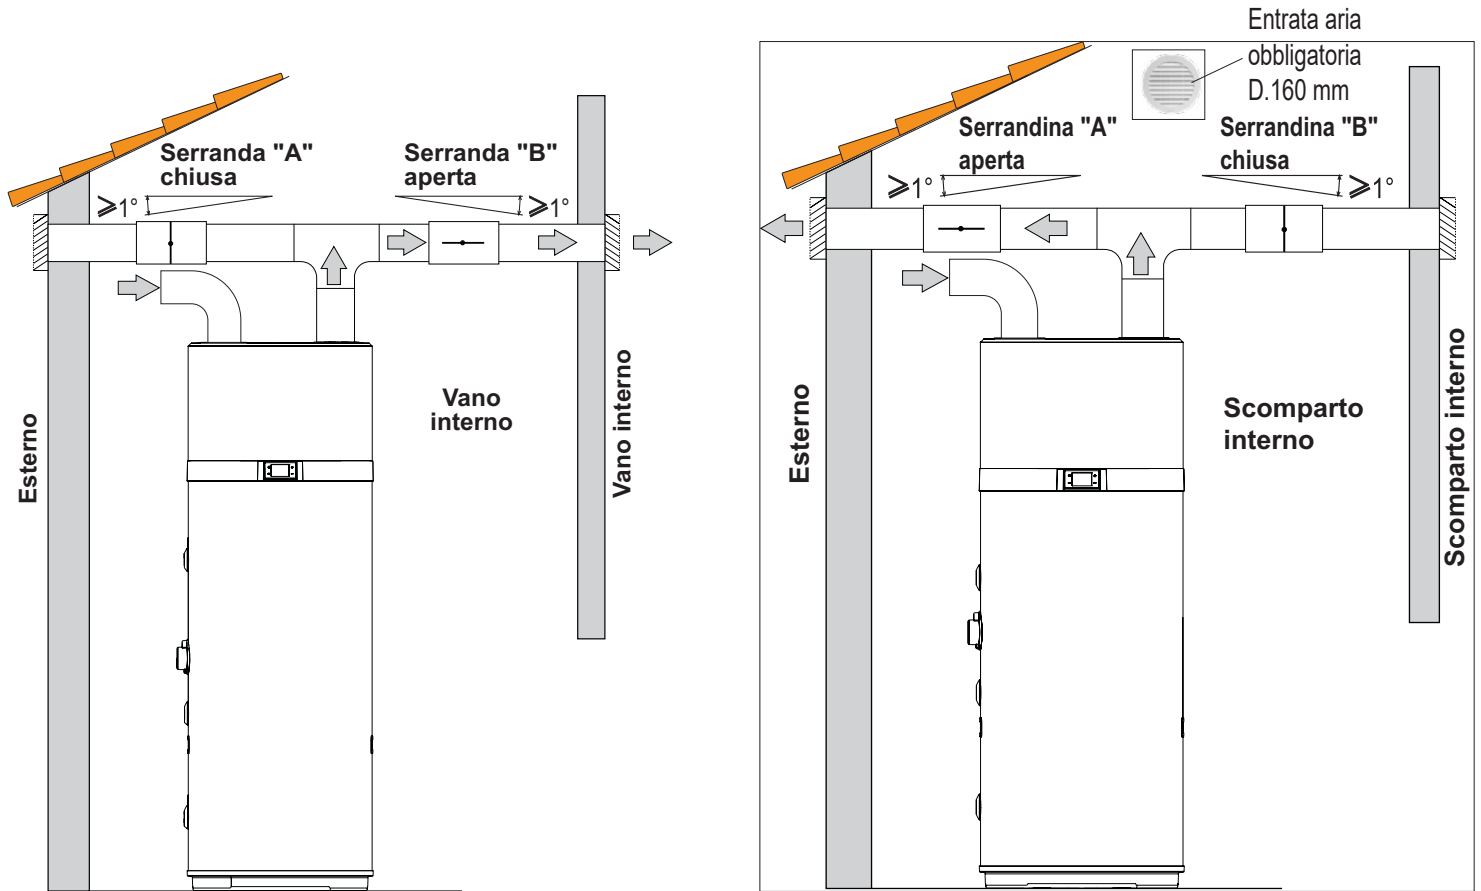 Serranda "A"
chiusa
Serranda "B"
aperta
⩾1°
⩾1°
Esterno
Vano
interno
Vano interno
Entrata aria
obbligatoria
D.160 mm
Serrandina "A"
aperta
Serrandina "B"
chiusa
⩾1°
⩾1°
Esterno
Scomparto
interno
Scomparto interno